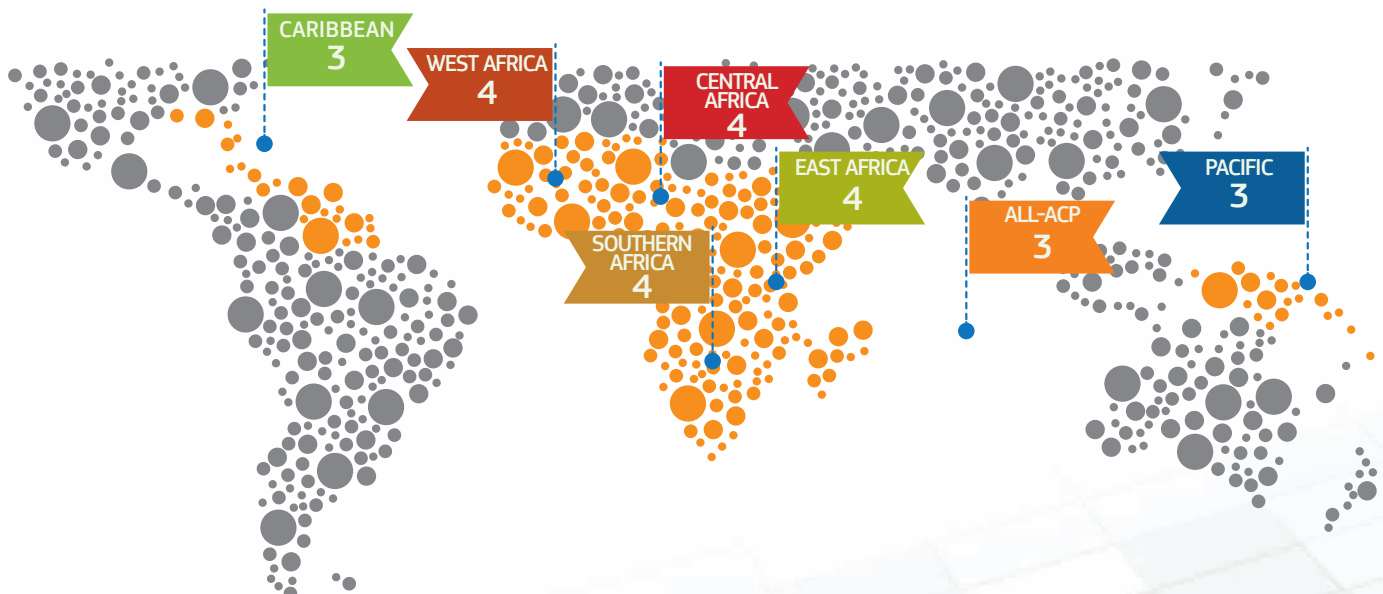 CARIBBEAN
3
WEST AFRICA
4
CENTRAL
AFRICA
4
EAST AFRICA
4
PACIFIC
3
ALL-ACP
3
SOUTHERN
AFRICA
4